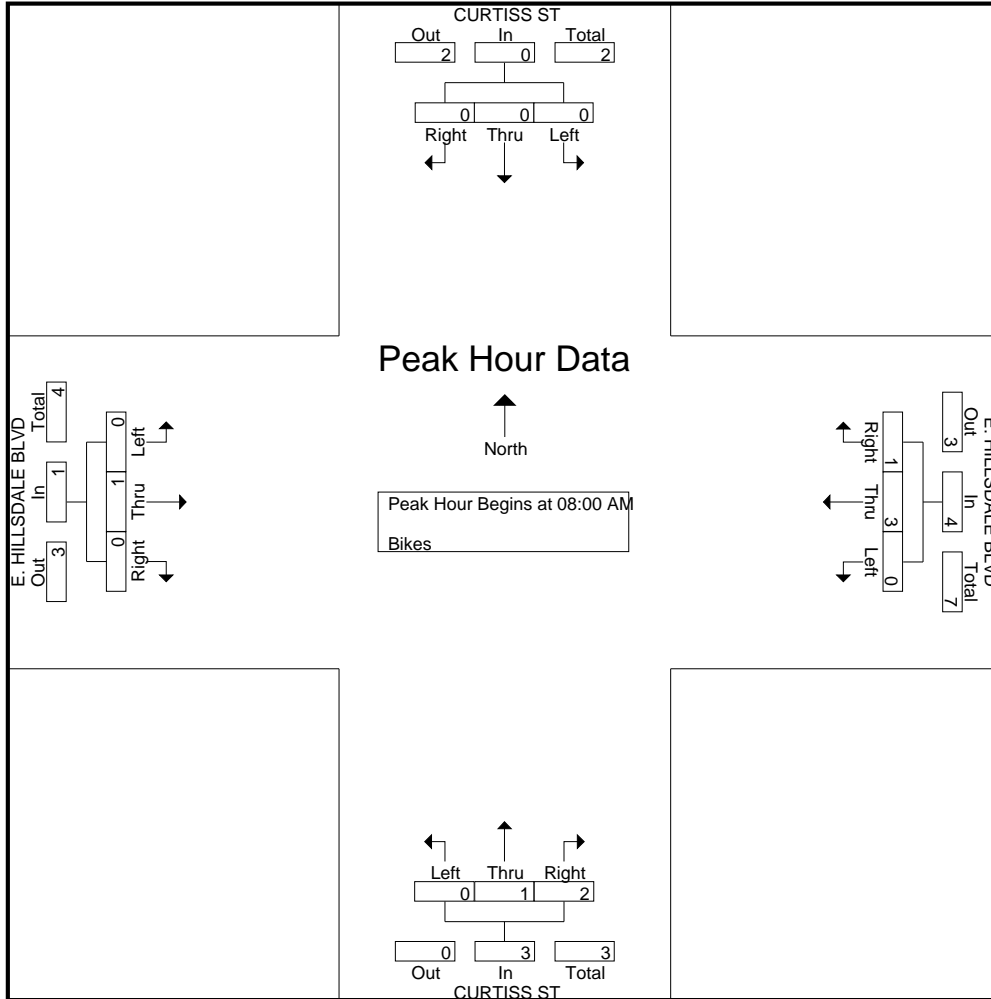 CURTISS ST
Out In Total
2 0 2
0 0 0
Right Thru Left
Peak Hour Data
North
Peak Hour Begins at 08:00 AM
Bikes
E. HILLSDALE BLVD
Out In Total
3 1 4
Right Thru Left
0 1 0
E. HILLSDALE BLVD
Out In Total
3 4 7
Right Thru Left
1 3 0
Left Thru Right
0 1 2
0 3 3
Out In Total
CURTISS ST